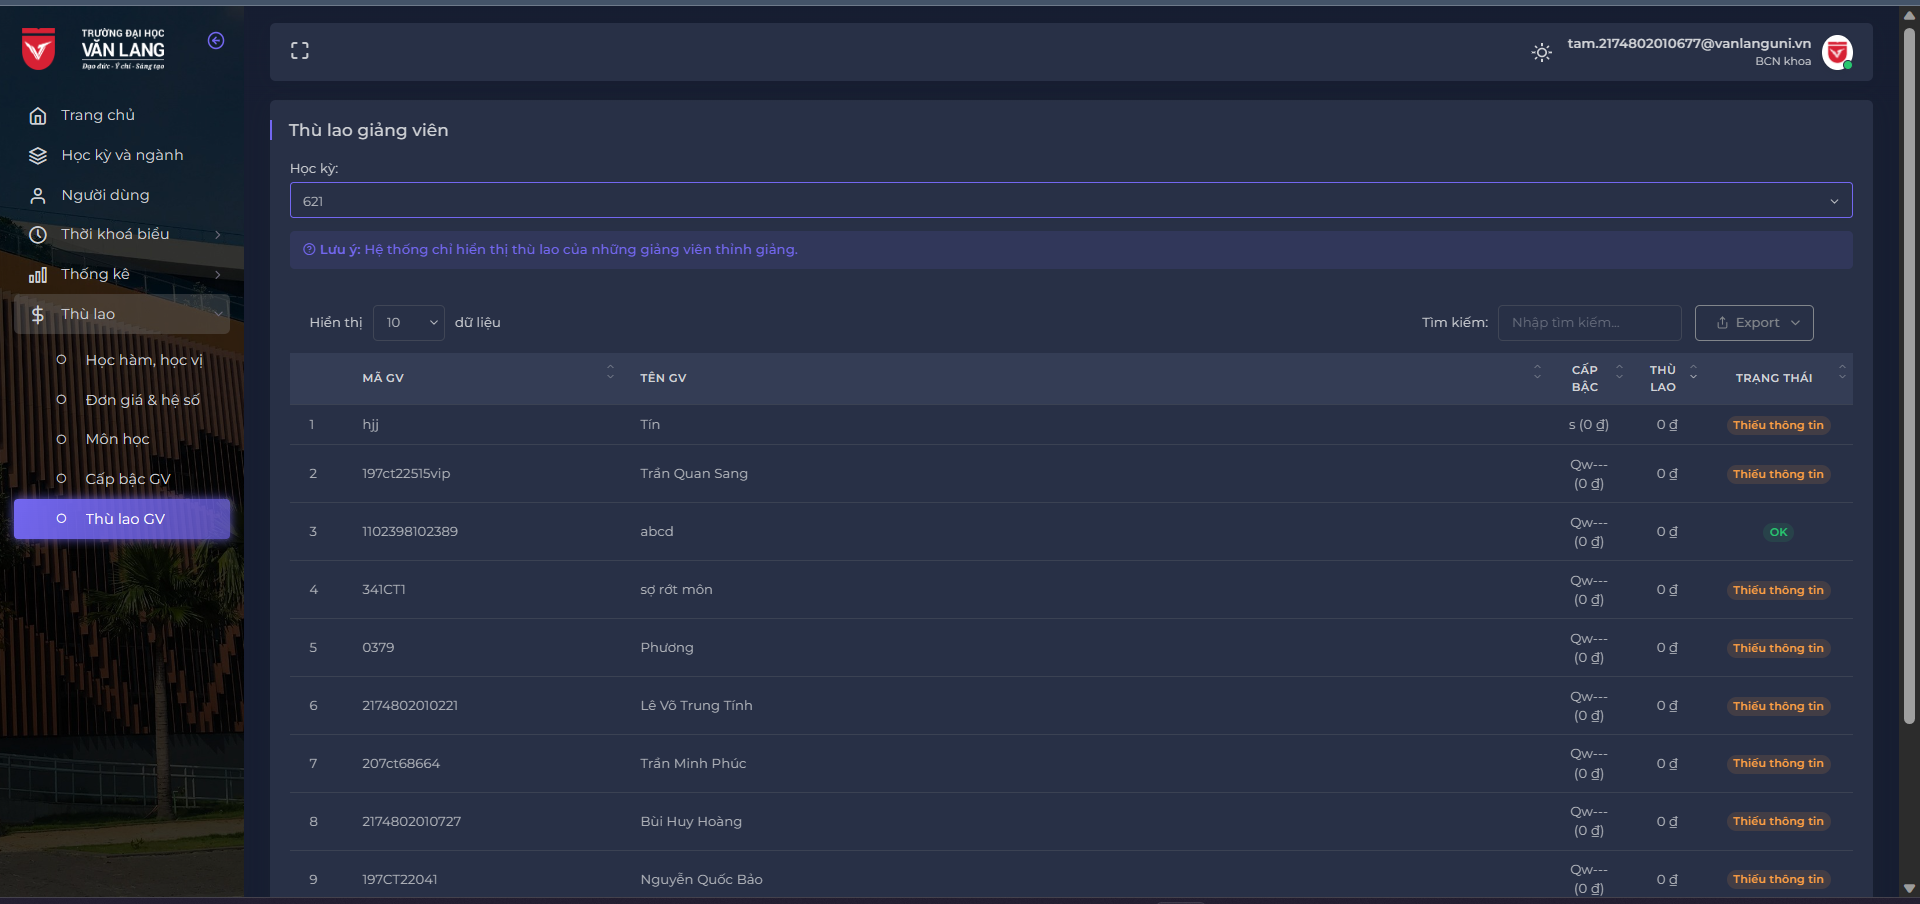 TRƯỜNG ĐẠI HỌC
VĂN LANG
Đạo đức - Ý chí - Sáng tạo
Trang chủ
Học kỳ và ngành
Người dùng
Thời khoá biểu
Thống kê
Thù lao
Học hàm, học vị
Đơn giá & hệ số
Môn học
Cấp bậc GV
Thù lao GV
tam.2174802010677@vanlanguni.vn
BCN khoa
Thù lao giảng viên
Học kỳ:
621
Lưu ý: Hệ thống chỉ hiển thị thù lao của những giảng viên thỉnh giảng.
Hiển thị 10 dữ liệu
Tìm kiếm: Nhập tìm kiếm... Export
MÃ GV TÊN GV CẤP BẬC THÙ LAO TRẠNG THÁI
1 hjj Tín s (0 ₫) 0 ₫ Thiếu thông tin
2 197ct22515vip Trần Quan Sang Qw--- (0 ₫) 0 ₫ Thiếu thông tin
3 1102398102389 abcd Qw--- (0 ₫) 0 ₫ OK
4 341CT1 sợ rớt môn Qw--- (0 ₫) 0 ₫ Thiếu thông tin
5 0379 Phương Qw--- (0 ₫) 0 ₫ Thiếu thông tin
6 2174802010221 Lê Võ Trung Tính Qw--- (0 ₫) 0 ₫ Thiếu thông tin
7 207ct68664 Trần Minh Phúc Qw--- (0 ₫) 0 ₫ Thiếu thông tin
8 2174802010727 Bùi Huy Hoàng Qw--- (0 ₫) 0 ₫ Thiếu thông tin
9 197CT22041 Nguyễn Quốc Bảo Qw--- (0 ₫) 0 ₫ Thiếu thông tin